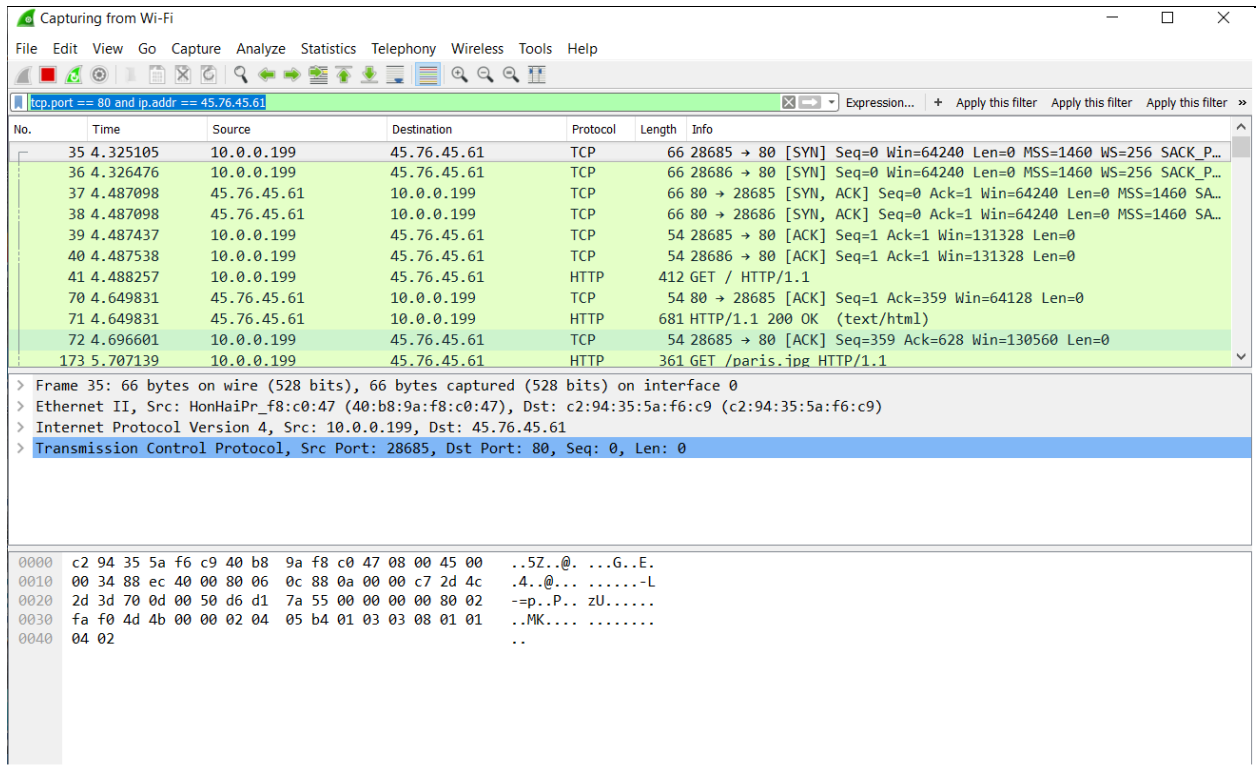 Capturing from Wi-Fi
File Edit View Go Capture Analyze Statistics Telephony Wireless Tools Help
tcp.port == 80 and ip.addr == 45.76.45.61 Expression... + Apply this filter Apply this filter Apply this filter »
No. Time Source Destination Protocol Length Info
35 4.325105 10.0.0.199 45.76.45.61 TCP 66 28685 → 80 [SYN] Seq=0 Win=64240 Len=0 MSS=1460 WS=256 SACK_P…
36 4.326476 10.0.0.199 45.76.45.61 TCP 66 28686 → 80 [SYN] Seq=0 Win=64240 Len=0 MSS=1460 WS=256 SACK_P…
37 4.487098 45.76.45.61 10.0.0.199 TCP 66 80 → 28685 [SYN, ACK] Seq=0 Ack=1 Win=64240 Len=0 MSS=1460 SA…
38 4.487098 45.76.45.61 10.0.0.199 TCP 66 80 → 28686 [SYN, ACK] Seq=0 Ack=1 Win=64240 Len=0 MSS=1460 SA…
39 4.487437 10.0.0.199 45.76.45.61 TCP 54 28685 → 80 [ACK] Seq=1 Ack=1 Win=131328 Len=0
40 4.487538 10.0.0.199 45.76.45.61 TCP 54 28686 → 80 [ACK] Seq=1 Ack=1 Win=131328 Len=0
41 4.488257 10.0.0.199 45.76.45.61 HTTP 412 GET / HTTP/1.1
70 4.649831 45.76.45.61 10.0.0.199 TCP 54 80 → 28685 [ACK] Seq=1 Ack=359 Win=64128 Len=0
71 4.649831 45.76.45.61 10.0.0.199 HTTP 681 HTTP/1.1 200 OK (text/html)
72 4.696601 10.0.0.199 45.76.45.61 TCP 54 28685 → 80 [ACK] Seq=359 Ack=628 Win=130560 Len=0
173 5.707139 10.0.0.199 45.76.45.61 HTTP 361 GET /paris.jpg HTTP/1.1
> Frame 35: 66 bytes on wire (528 bits), 66 bytes captured (528 bits) on interface 0
> Ethernet II, Src: HonHaiPr_f8:c0:47 (40:b8:9a:f8:c0:47), Dst: c2:94:35:5a:f6:c9 (c2:94:35:5a:f6:c9)
> Internet Protocol Version 4, Src: 10.0.0.199, Dst: 45.76.45.61
> Transmission Control Protocol, Src Port: 28685, Dst Port: 80, Seq: 0, Len: 0
0000 c2 94 35 5a f6 c9 40 b8 9a f8 c0 47 08 00 45 00 ..5Z..@. ...G..E.
0010 00 34 88 ec 40 00 80 06 0c 88 0a 00 00 c7 2d 4c .4..@... ......-L
0020 2d 3d 70 0d 00 50 d6 d1 7a 55 00 00 00 00 80 02 -=p..P.. zU......
0030 fa f0 4d 4b 00 00 02 04 05 b4 01 03 03 08 01 01 ..MK.... ........
0040 04 02 ..